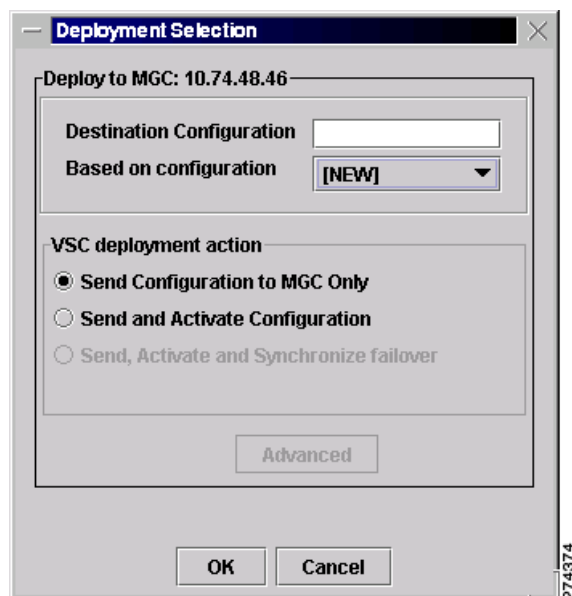 Deployment Selection
Deploy to MGC: 10.74.48.46
Destination Configuration
Based on configuration [NEW]
VSC deployment action
Send Configuration to MGC Only
Send and Activate Configuration
Send, Activate and Synchronize failover
Advanced
OK Cancel
274374